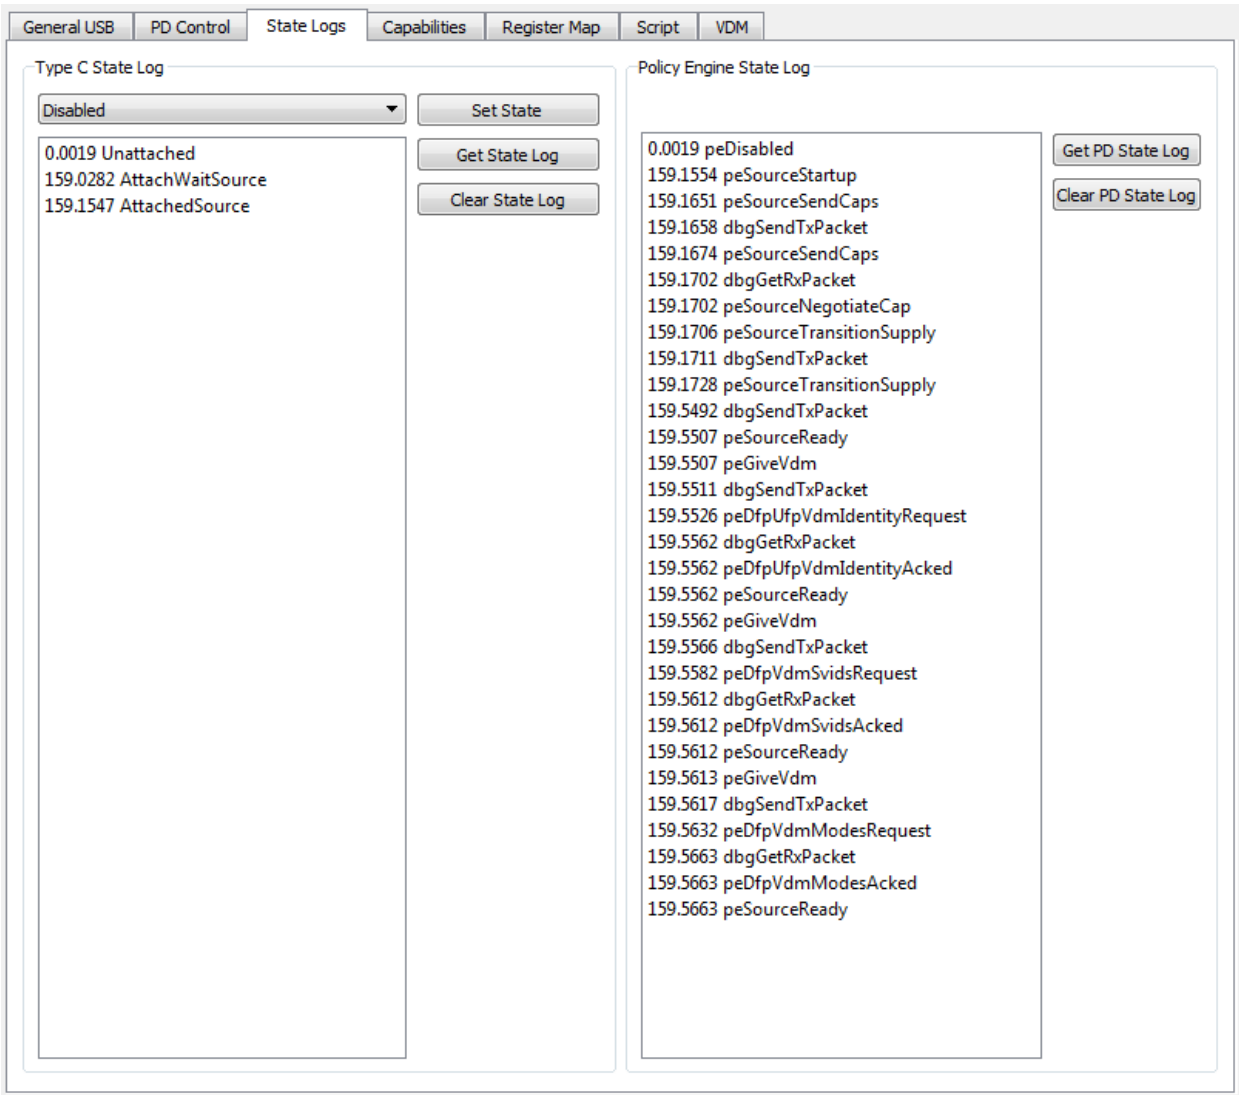 General USB PD Control State Logs Capabilities Register Map Script VDM
Type C State Log
Disabled
Set State
0.0019 Unattached
159.0282 AttachWaitSource
159.1547 AttachedSource
Get State Log
Clear State Log
Policy Engine State Log
0.0019 peDisabled
159.1554 peSourceStartup
159.1651 peSourceSendCaps
159.1658 dbgSendTxPacket
159.1674 peSourceSendCaps
159.1702 dbgGetRxPacket
159.1702 peSourceNegotiateCap
159.1706 peSourceTransitionSupply
159.1711 dbgSendTxPacket
159.1728 peSourceTransitionSupply
159.5492 dbgSendTxPacket
159.5507 peSourceReady
159.5507 peGiveVdm
159.5511 dbgSendTxPacket
159.5526 peDfpUfpVdmIdentityRequest
159.5562 dbgGetRxPacket
159.5562 peDfpUfpVdmIdentityAcked
159.5562 peSourceReady
159.5562 peGiveVdm
159.5566 dbgSendTxPacket
159.5582 peDfpVdmSvidsRequest
159.5612 dbgGetRxPacket
159.5612 peDfpVdmSvidsAcked
159.5612 peSourceReady
159.5613 peGiveVdm
159.5617 dbgSendTxPacket
159.5632 peDfpVdmModesRequest
159.5663 dbgGetRxPacket
159.5663 peDfpVdmModesAcked
159.5663 peSourceReady
Get PD State Log
Clear PD State Log